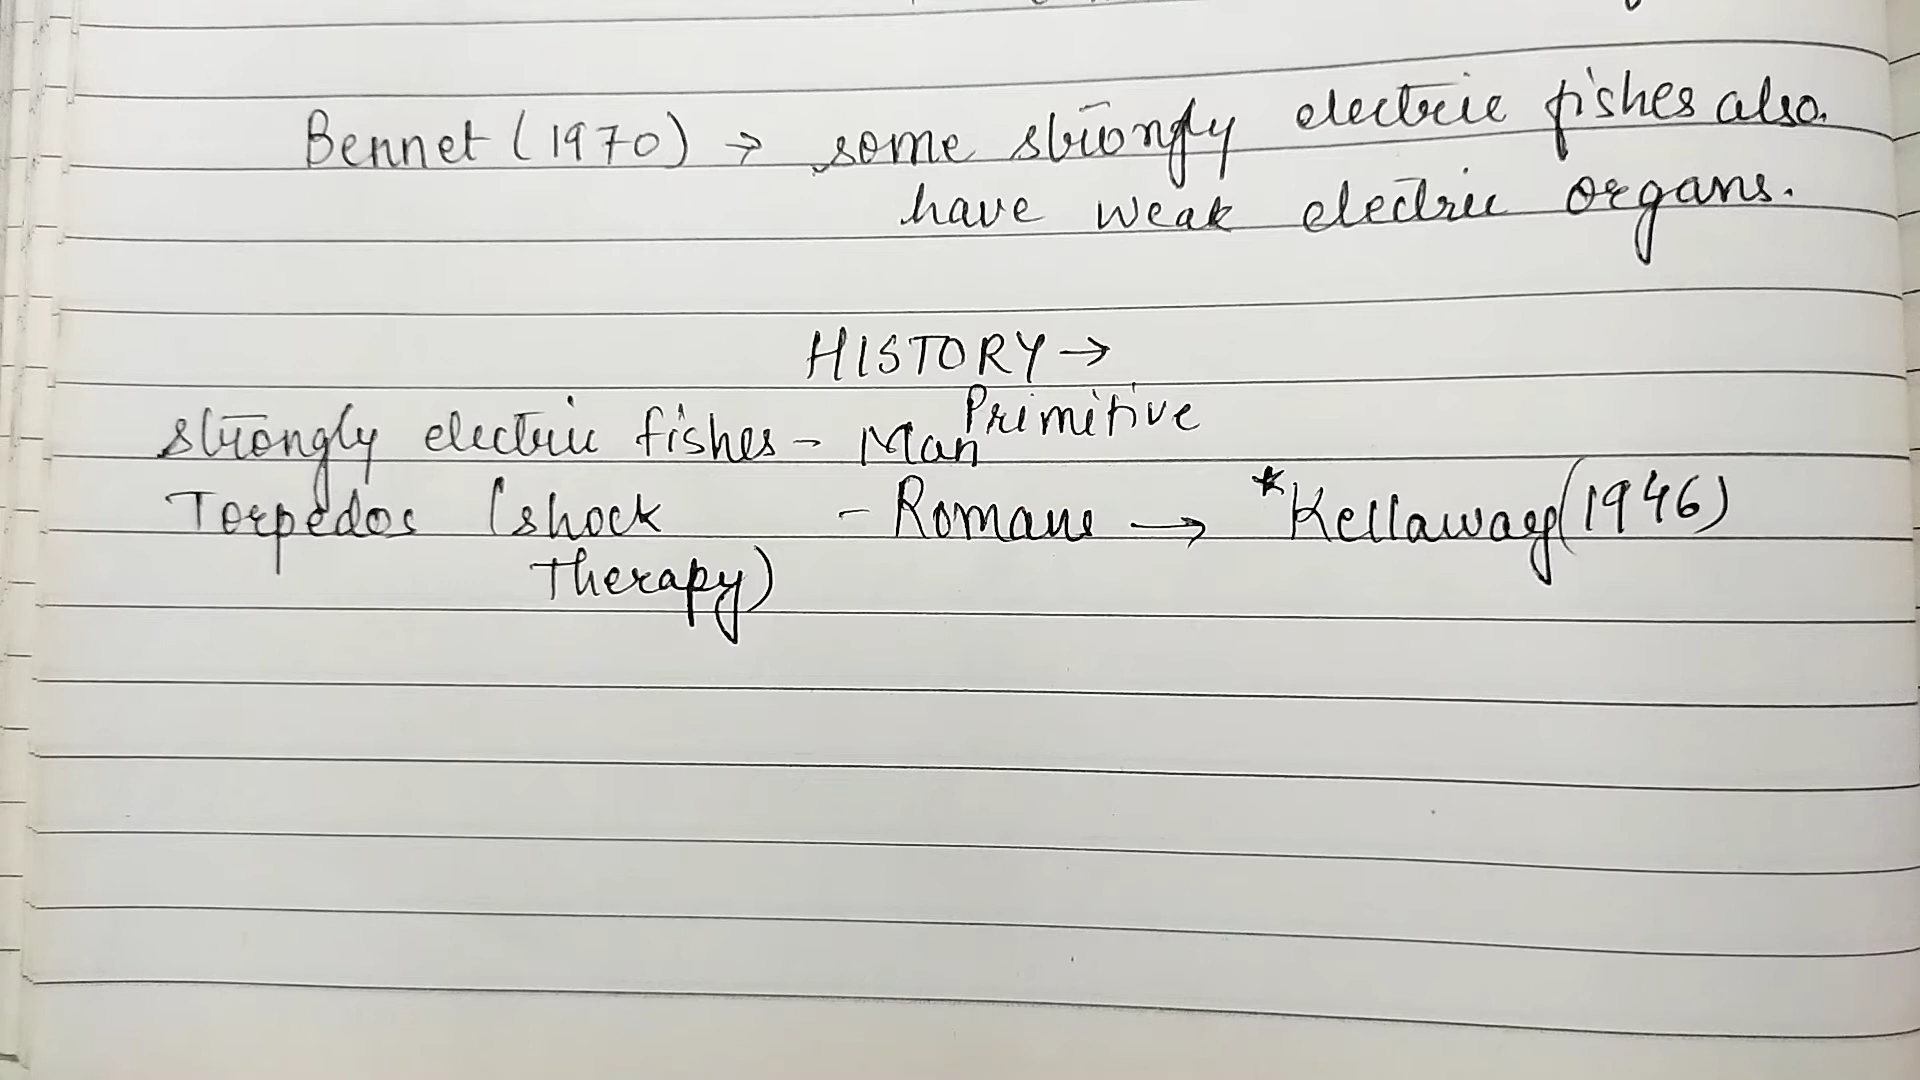 Bennet (1970) → some strongly electric fishes also
have weak electric organs.
HISTORY →
strongly electric fishes - Man Primitive
Torpedos (shock - Romans → *Kellaway (1946)
Therapy)